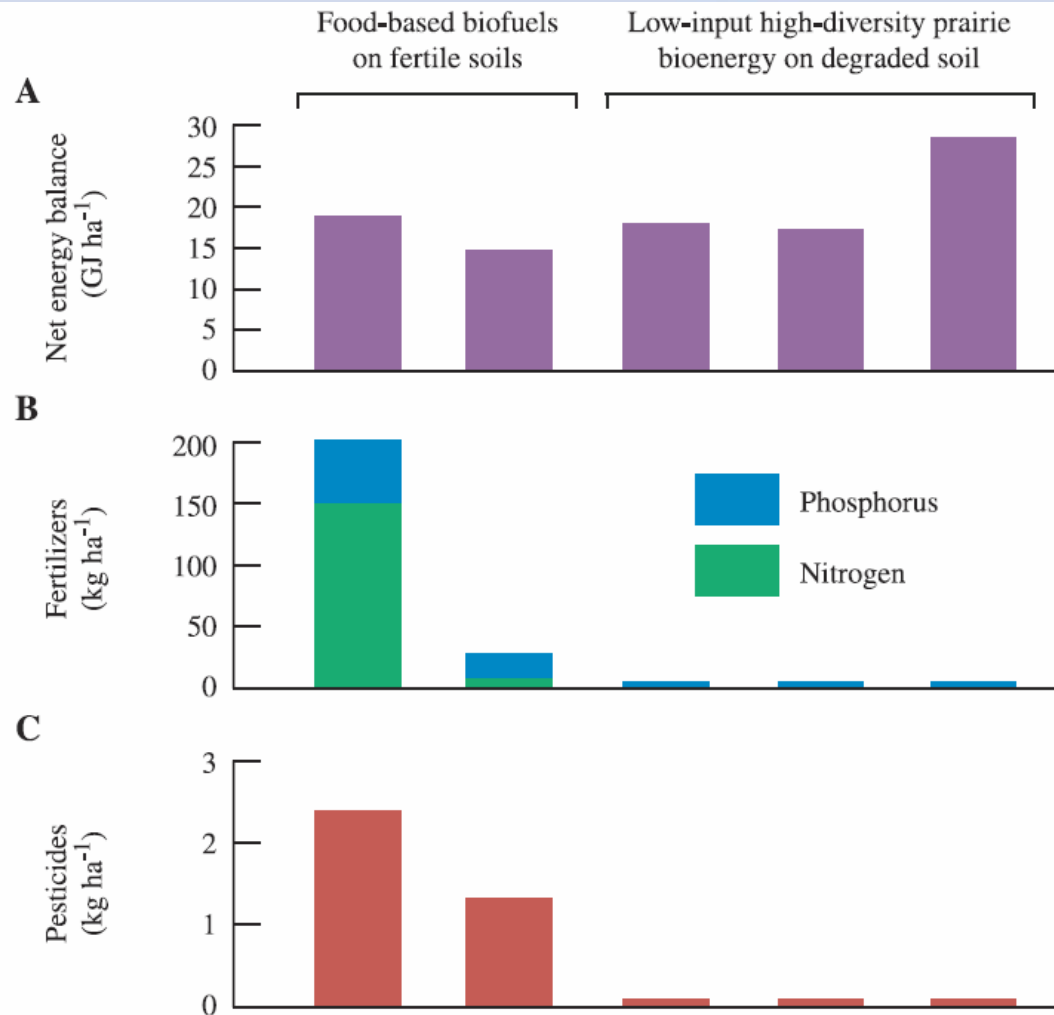 Food-based biofuels
on fertile soils
Low-input high-diversity prairie
bioenergy on degraded soil
A
Net energy balance
(GJ ha⁻¹)
30
25
20
15
10
5
0
B
Fertilizers
(kg ha⁻¹)
200
150
100
50
0
Phosphorus
Nitrogen
C
Pesticides
(kg ha⁻¹)
3
2
1
0